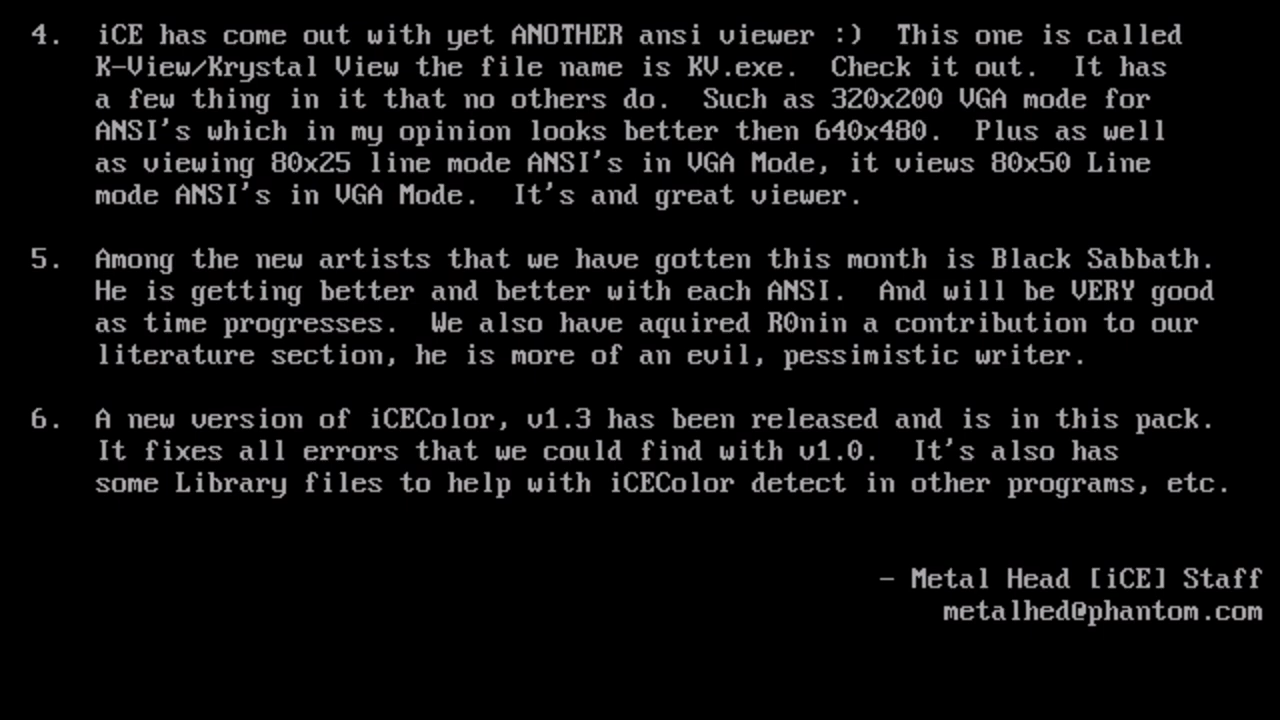 4.  iCE has come out with yet ANOTHER ansi viewer :)  This one is called
K-View/Krystal View the file name is KV.exe.  Check it out.  It has
a few thing in it that no others do.  Such as 320x200 VGA mode for
ANSI's which in my opinion looks better then 640x480.  Plus as well
as viewing 80x25 line mode ANSI's in VGA Mode, it views 80x50 Line
mode ANSI's in VGA Mode.  It's and great viewer.
5.  Among the new artists that we have gotten this month is Black Sabbath.
He is getting better and better with each ANSI.  And will be VERY good
as time progresses.  We also have aquired R0nin a contribution to our
literature section, he is more of an evil, pessimistic writer.
6.  A new version of iCEColor, v1.3 has been released and is in this pack.
It fixes all errors that we could find with v1.0.  It's also has
some Library files to help with iCEColor detect in other programs, etc.
- Metal Head [iCE] Staff
metalhed@phantom.com